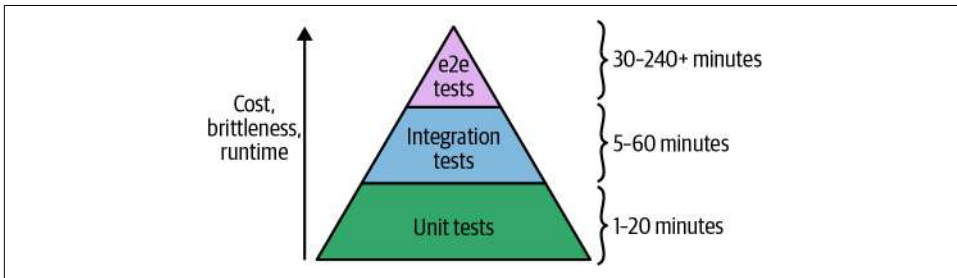 e2e
tests
30–240+ minutes
Cost,
brittleness,
runtime
Integration
tests
5–60 minutes
Unit tests
1–20 minutes